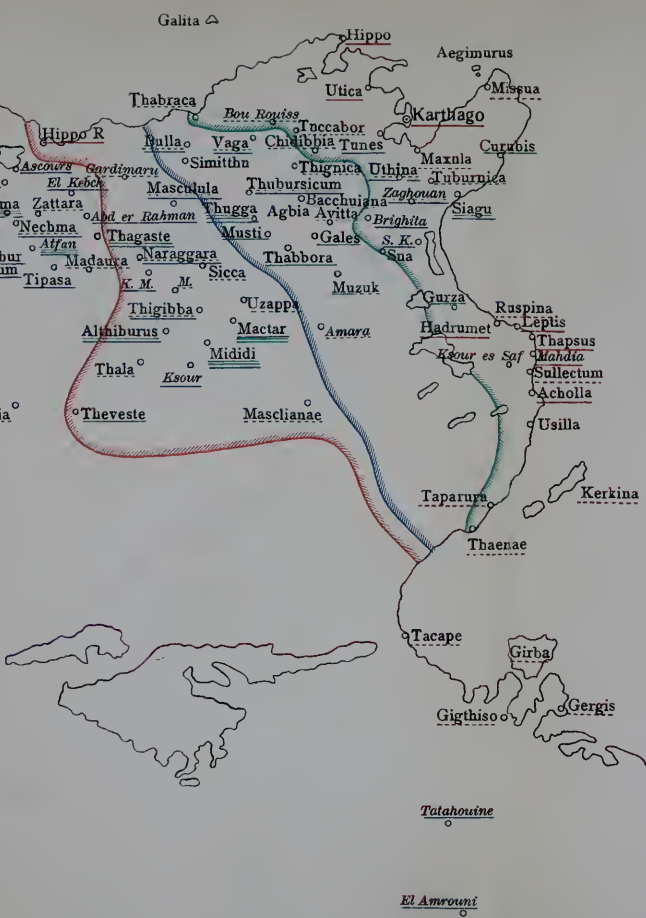 Galita
Hippo
Aegimurus
Utica
Missua
Thabraca
Bou Rouiss
Karthago
Hippo R
Tuccabor
Bulla
Vaga
Chidibbia
Tunes
Curubis
Simitthu
Maxula
Ascours
Gardimaru
Thignica
Uthina
Tuburnica
El Kebch
Masculula
Thubursicum
Zaghouan
Zattara
Bacchuiana
Siagu
Abd er Rahman
Thugga
Agbia
Avitta
Brighita
Nechma
Thagaste
Musti
Gales
S. K.
Atfan
Sua
Naraggara
Thabbora
Madaura
Sicca
Tipasa
K. M.
M.
Muzuk
Thigibba
Uzappa
Gurza
Ruspina
Leptis
Althiburus
Mactar
Amara
Hadrumet
Thapsus
Mididi
Ksour es Saf
Mahdia
Thala
Ksour
Sullectum
Acholla
Theveste
Masclianae
Usilla
Taparura
Kerkina
Thaenae
Tacape
Girba
Gigthiso
Gergis
Tatahouine
El Amrouni